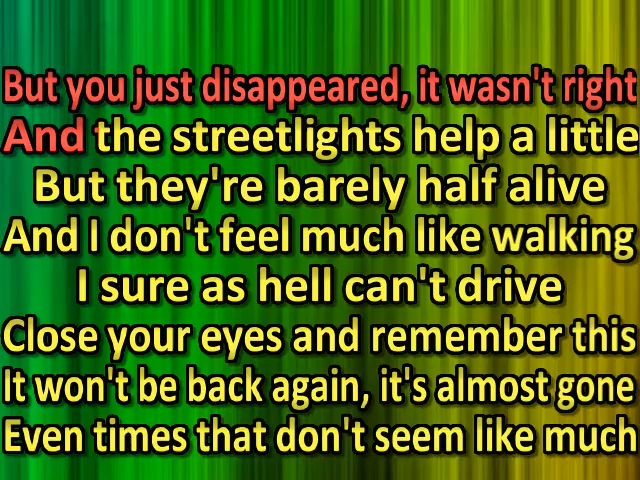 But you just disappeared, it wasn't right
And the streetlights help a little
But they're barely half alive
And I don't feel much like walking
I sure as hell can't drive
Close your eyes and remember this
It won't be back again, it's almost gone
Even times that don't seem like much